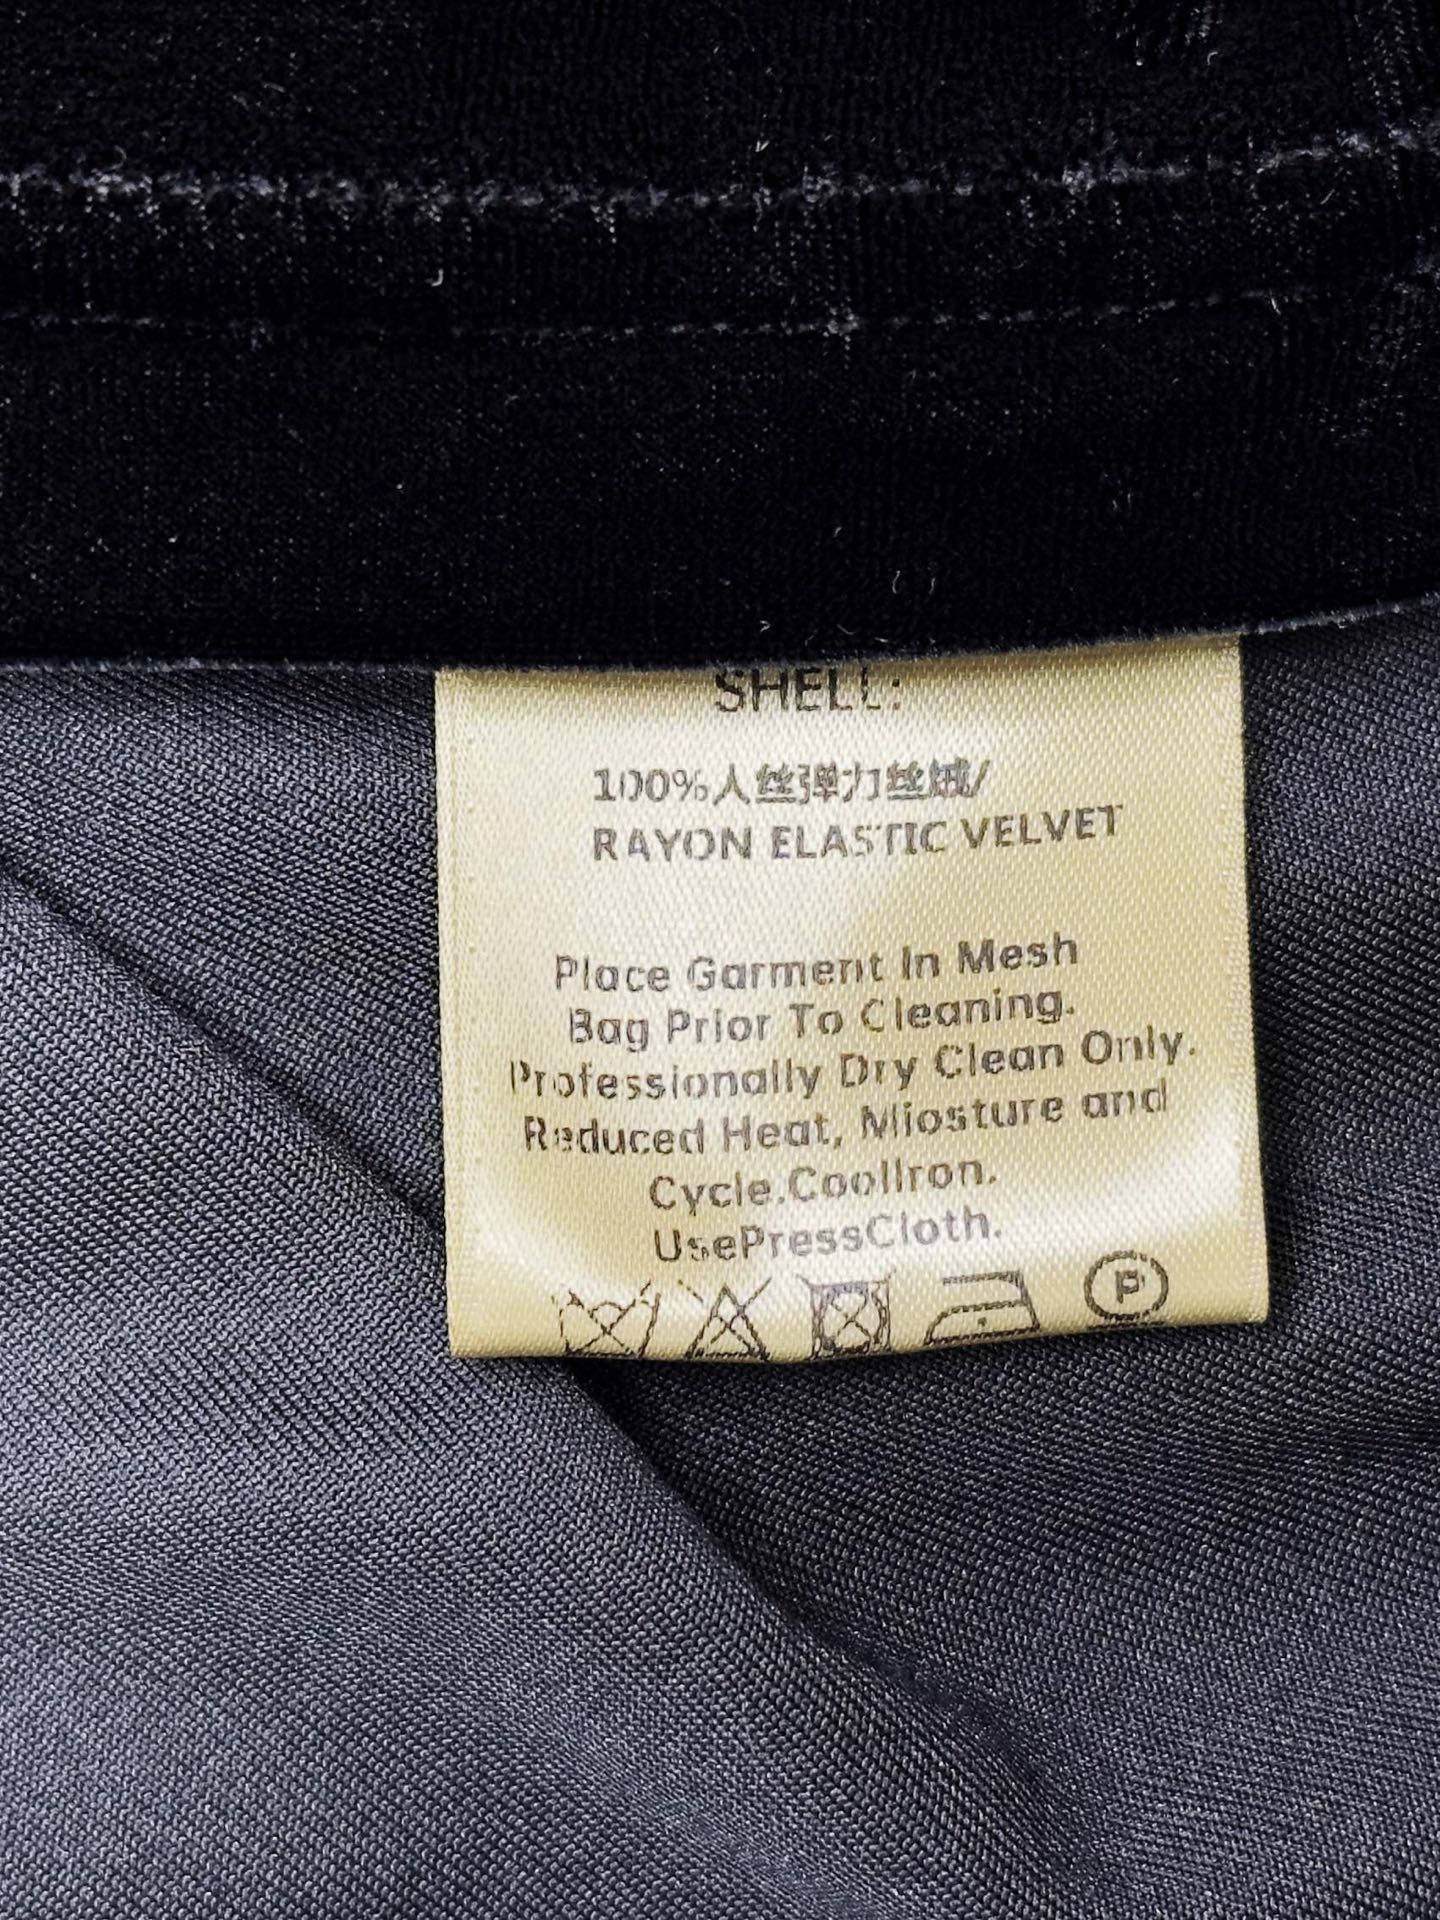 SHELL:
100%人丝弹力丝绒/
RAYON ELASTIC VELVET
Place Garment In Mesh
Bag Prior To Cleaning.
Professionally Dry Clean Only.
Reduced Heat, Miosture and
Cycle.CoolIron.
UsePressCloth.
P